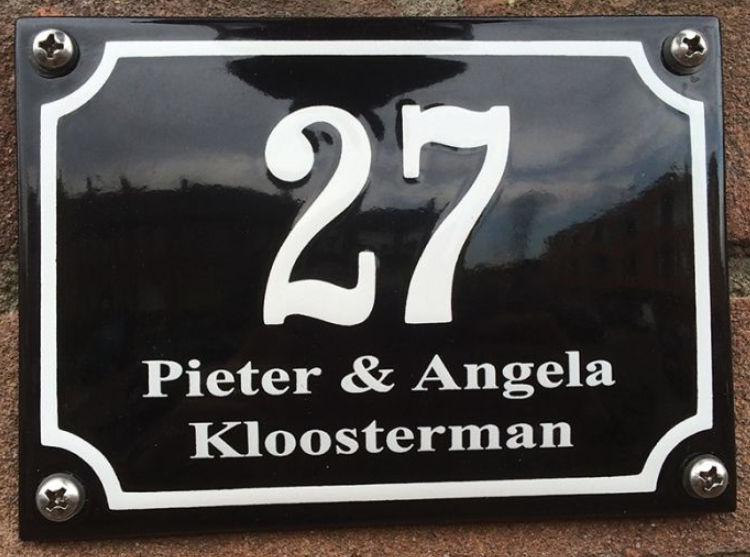 27
Pieter & Angela
Kloosterman